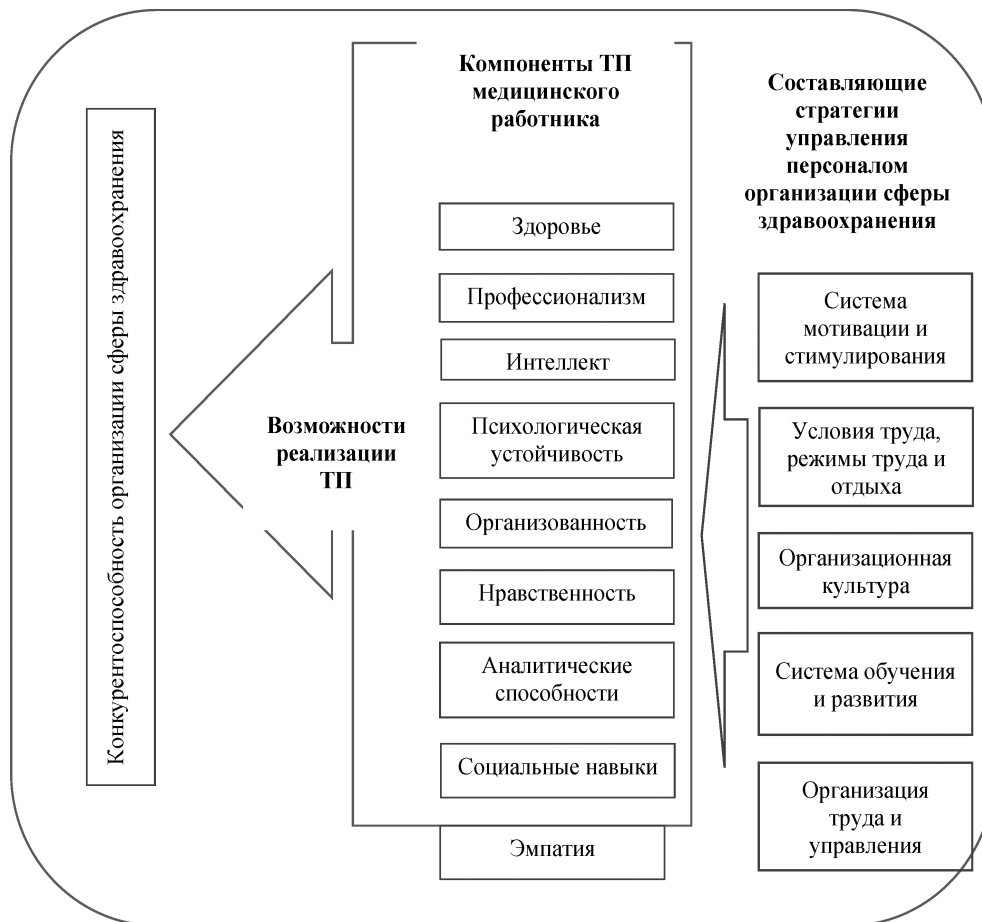 Конкурентоспособность организации сферы здравоохранения
Возможности
реализации
ТП
Компоненты ТП
медицинского
работника
Здоровье
Профессионализм
Интеллект
Психологическая
устойчивость
Организованность
Нравственность
Аналитические
способности
Социальные навыки
Эмпатия
Составляющие
стратегии
управления
персоналом
организации сферы
здравоохранения
Система
мотивации и
стимулирования
Условия труда,
режимы труда и
отдыха
Организационная
культура
Система обучения
и развития
Организация
труда и
управления